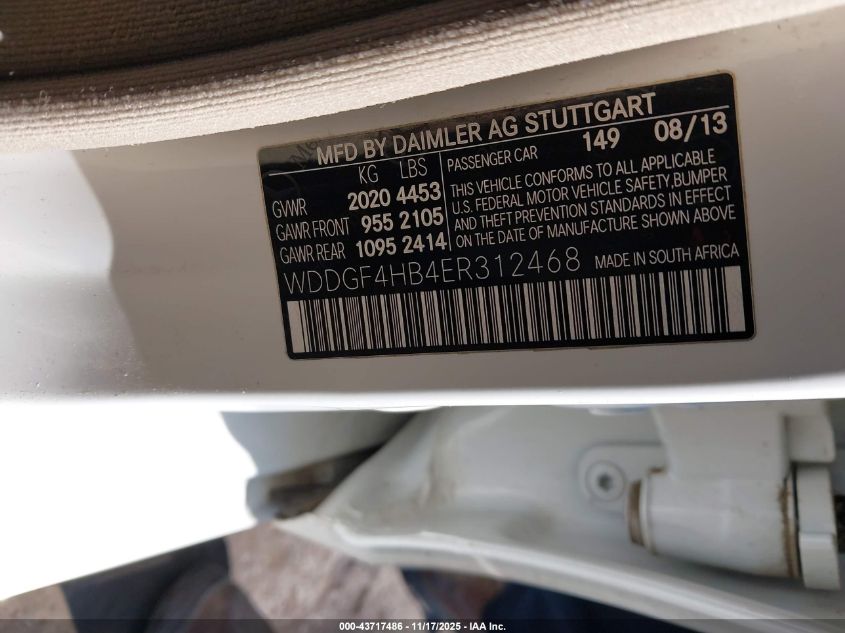 MFD BY DAIMLER AG STUTTGART
KG LBS
GVWR 2020 4453
GAWR FRONT 955 2105
GAWR REAR 1095 2414
PASSENGER CAR 149 08/13
THIS VEHICLE CONFORMS TO ALL APPLICABLE
U.S. FEDERAL MOTOR VEHICLE SAFETY, BUMPER
AND THEFT PREVENTION STANDARDS IN EFFECT
ON THE DATE OF MANUFACTURE SHOWN ABOVE
WDDGF4HB4ER312468 MADE IN SOUTH AFRICA
000-43717486 - 11/17/2025 - IAA Inc.